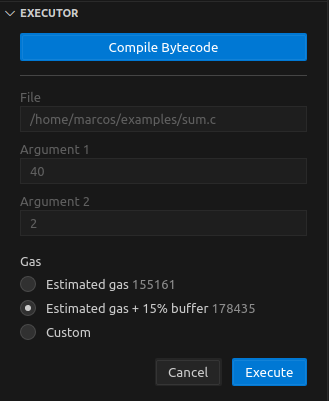 EXECUTOR
Compile Bytecode
File
/home/marcos/examples/sum.c
Argument 1
40
Argument 2
2
Gas
Estimated gas 155161
Estimated gas + 15% buffer 178435
Custom
Cancel Execute